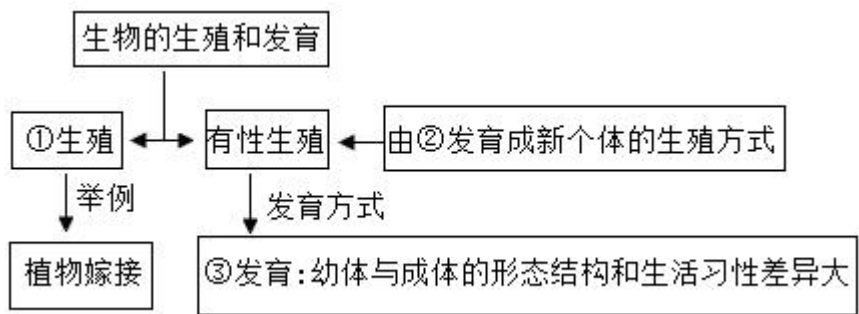 生物的生殖和发育
①生殖
有性生殖
由②发育成新个体的生殖方式
举例
发育方式
植物嫁接
③发育:幼体与成体的形态结构和生活习性差异大